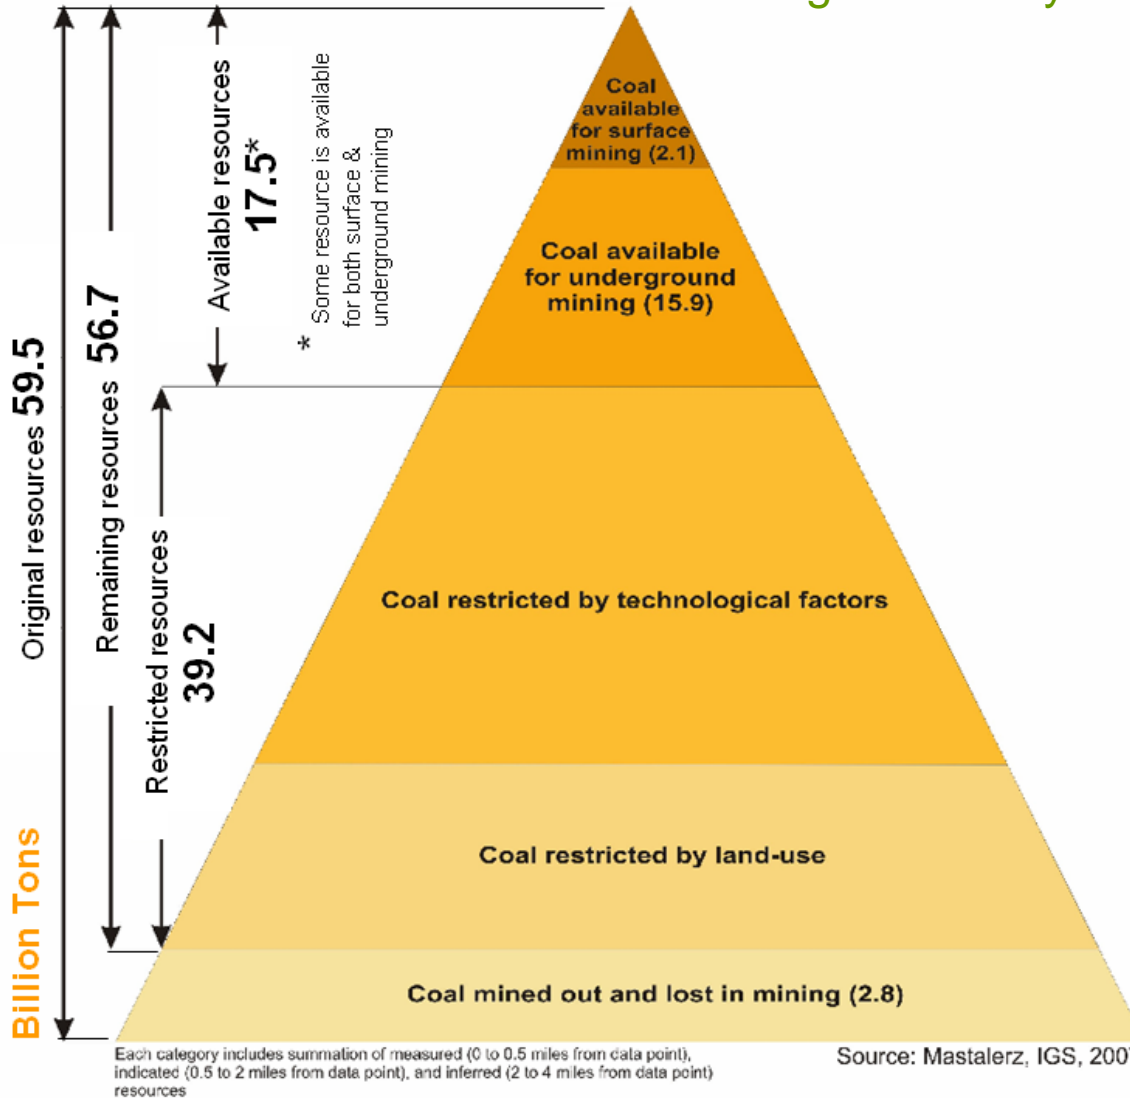 Coal
available
for surface
mining (2.1)
Coal available
for underground
mining (15.9)
Coal restricted by technological factors
Coal restricted by land-use
Coal mined out and lost in mining (2.8)
Original resources 59.5
Remaining resources 56.7
Available resources
17.5*
* Some resource is available
for both surface &
underground mining
Restricted resources
39.2
Billion Tons
Each category includes summation of measured (0 to 0.5 miles from data point),
indicated (0.5 to 2 miles from data point), and inferred (2 to 4 miles from data point)
resources
Source: Mastalerz, IGS,